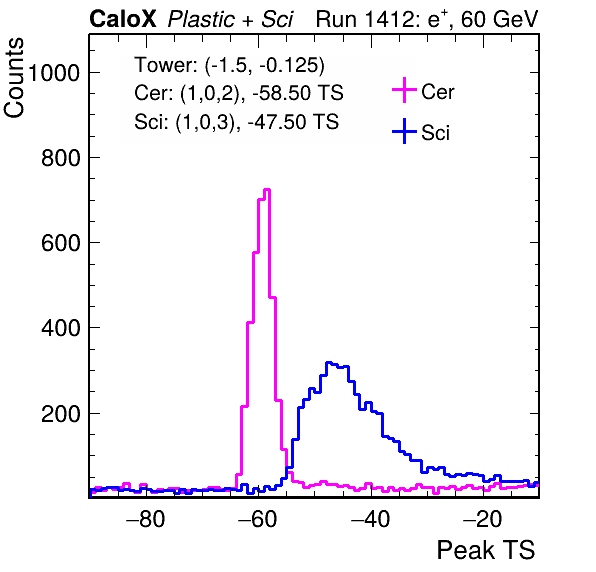 CaloX Plastic + Sci Run 1412: e⁺, 60 GeV
Counts
Tower: (-1.5, -0.125)
Cer: (1,0,2), -58.50 TS
Sci: (1,0,3), -47.50 TS
Cer
Sci
1000
800
600
400
200
−80 −60 −40 −20
Peak TS